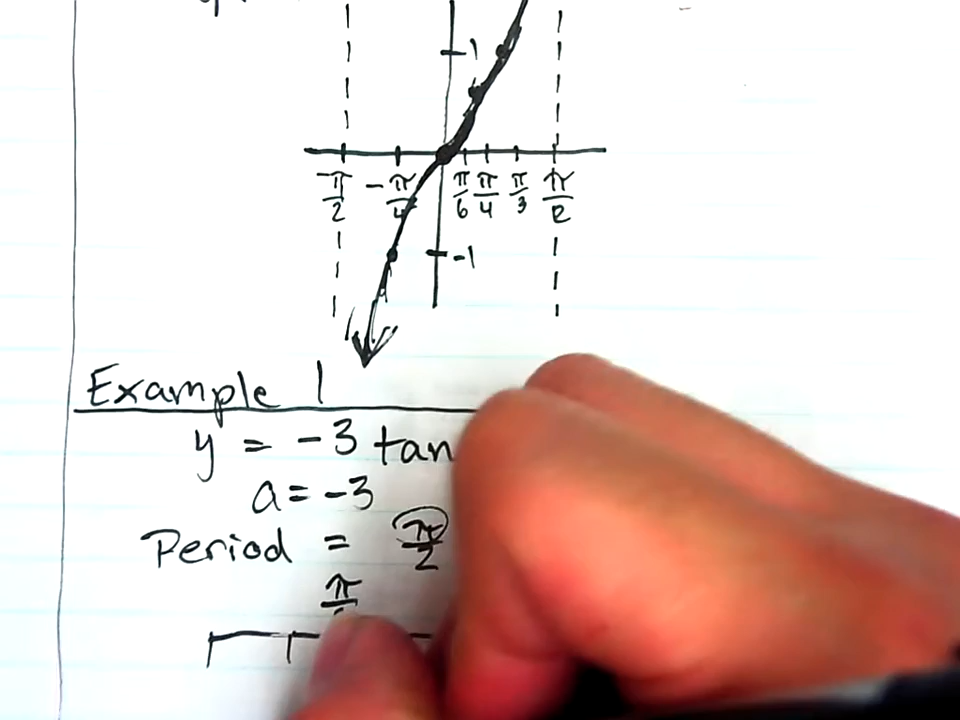 1
-π/2 -π/4 π/6 π/4 π/3 π/2
-1
Example 1
y = -3 tan
a = -3
Period = π/2
π